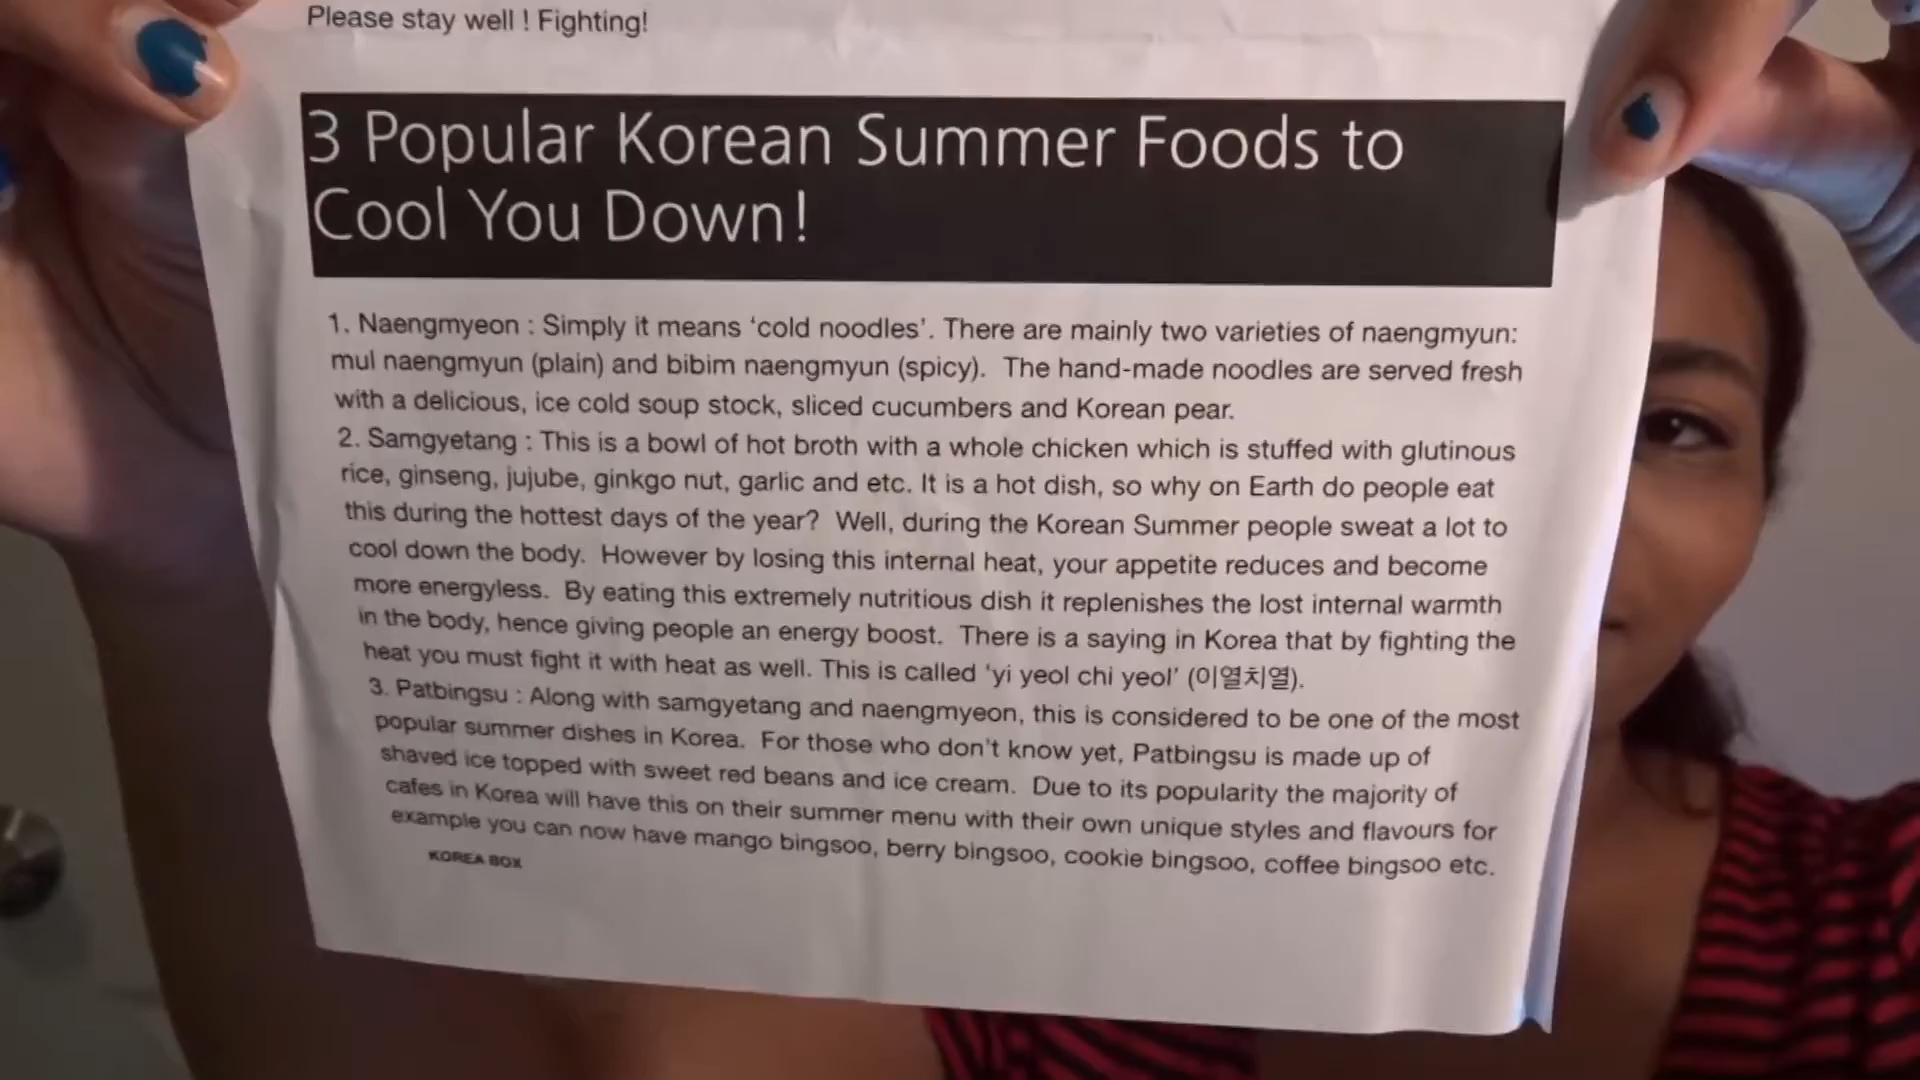 Please stay well ! Fighting!
3 Popular Korean Summer Foods to
Cool You Down!
1. Naengmyeon : Simply it means ‘cold noodles’. There are mainly two varieties of naengmyun:
mul naengmyun (plain) and bibim naengmyun (spicy). The hand-made noodles are served fresh
with a delicious, ice cold soup stock, sliced cucumbers and Korean pear.
2. Samgyetang : This is a bowl of hot broth with a whole chicken which is stuffed with glutinous
rice, ginseng, jujube, ginkgo nut, garlic and etc. It is a hot dish, so why on Earth do people eat
this during the hottest days of the year? Well, during the Korean Summer people sweat a lot to
cool down the body. However by losing this internal heat, your appetite reduces and become
more energyless. By eating this extremely nutritious dish it replenishes the lost internal warmth
in the body, hence giving people an energy boost. There is a saying in Korea that by fighting the
heat you must fight it with heat as well. This is called ‘yi yeol chi yeol’ (이열치열).
3. Patbingsu : Along with samgyetang and naengmyeon, this is considered to be one of the most
popular summer dishes in Korea. For those who don't know yet, Patbingsu is made up of
shaved ice topped with sweet red beans and ice cream. Due to its popularity the majority of
cafes in Korea will have this on their summer menu with their own unique styles and flavours for
example you can now have mango bingsoo, berry bingsoo, cookie bingsoo, coffee bingsoo etc.
KOREA BOX